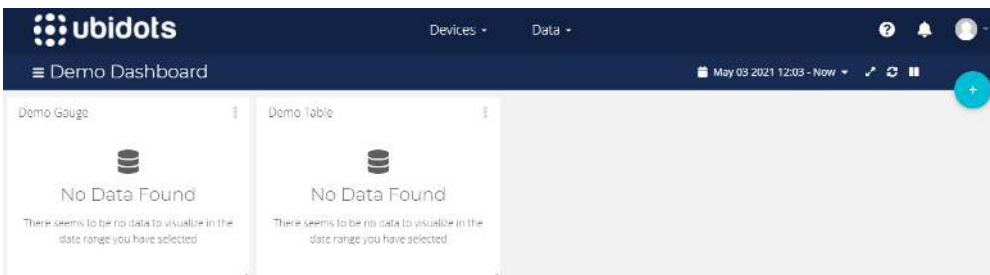 ubidots
Devices
Data
?
Demo Dashboard
May 03 2021 12:03 - Now
+
Demo Gauge
Demo Table
No Data Found
There seems to be no data to visualize in the
date range you have selected
No Data Found
There seems to be no data to visualize in the
date range you have selected